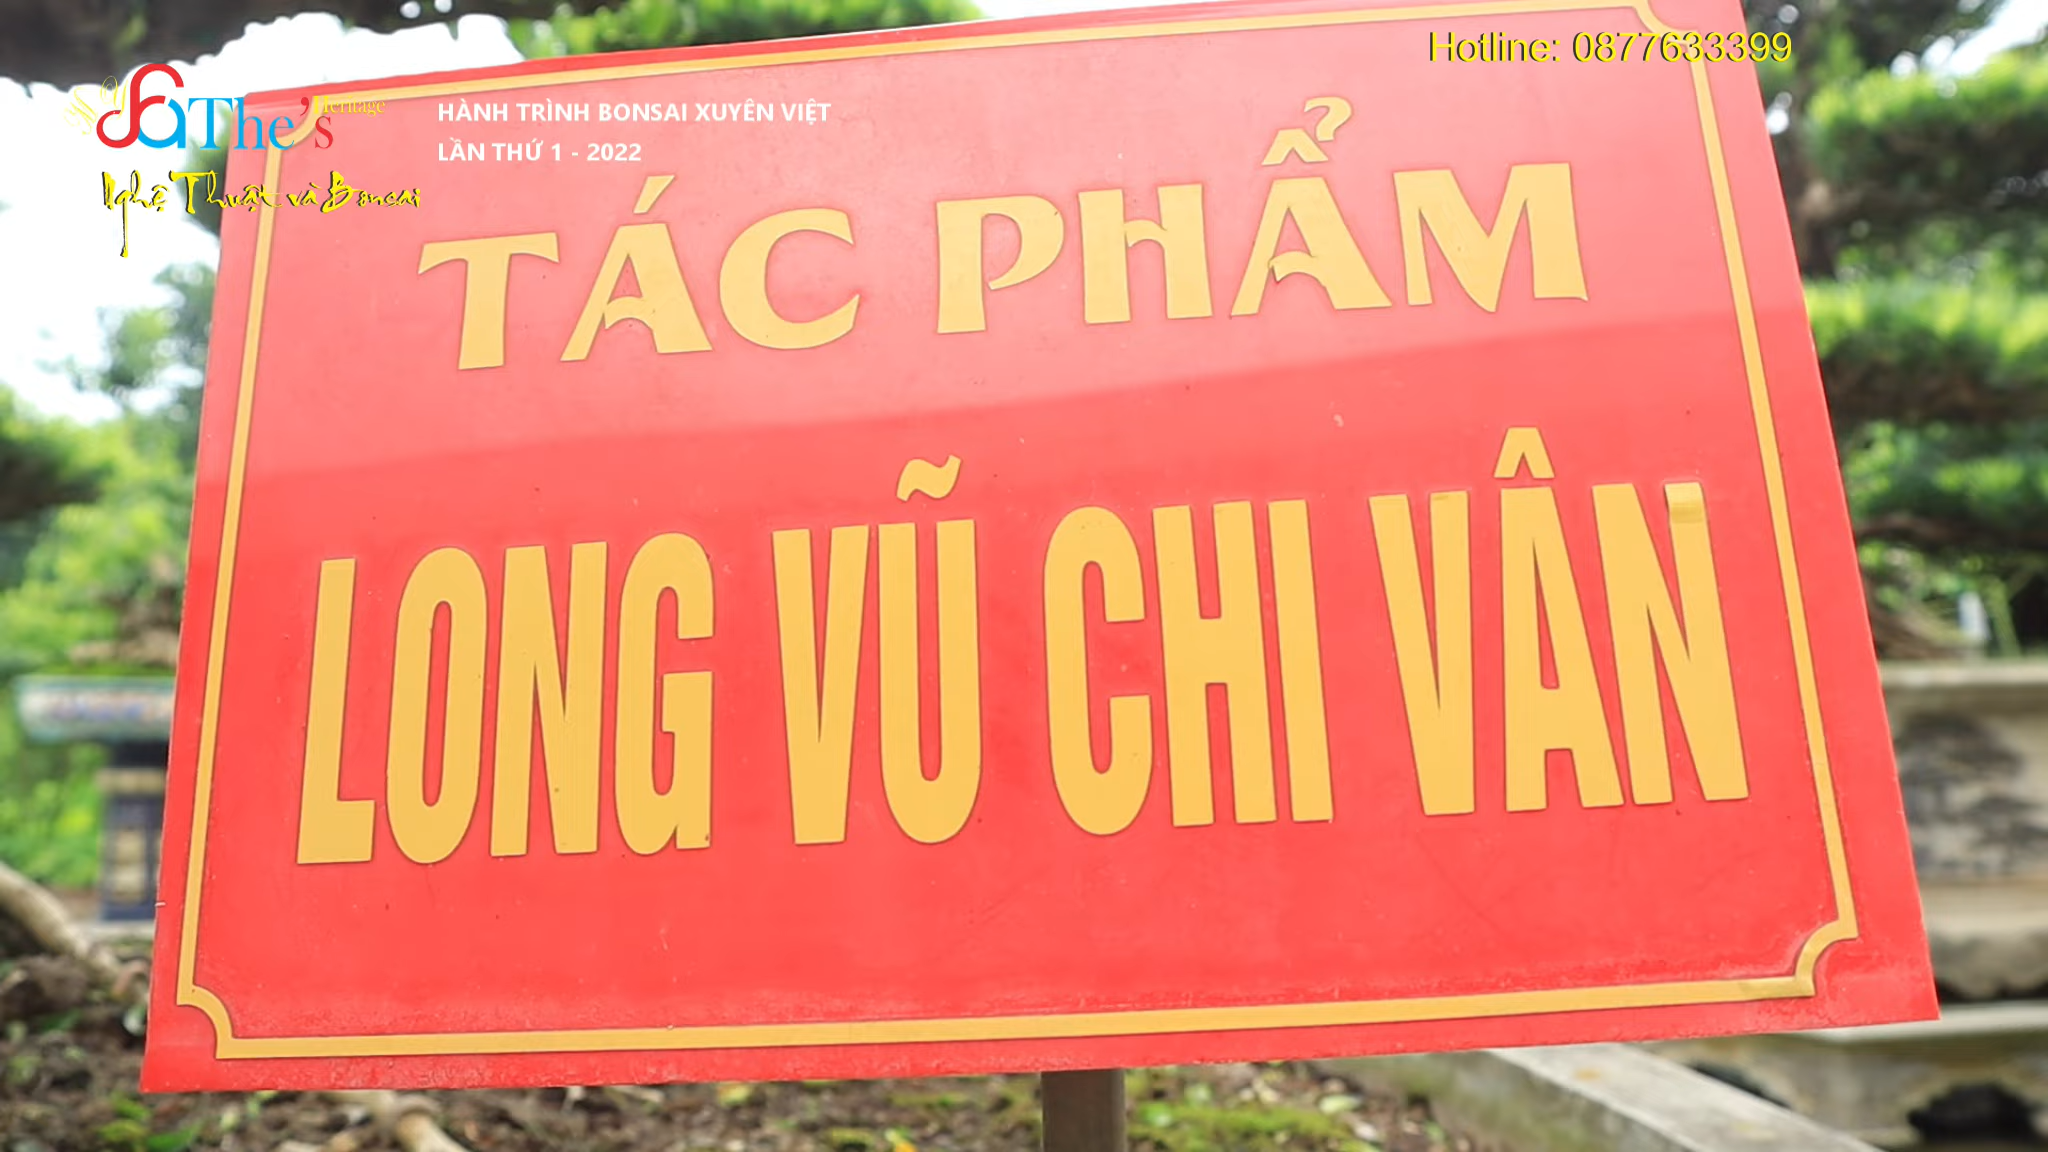 Hotline: 0877633399
The's Heritage
Nghệ Thuật và Bonsai
HÀNH TRÌNH BONSAI XUYÊN VIỆT
LẦN THỨ 1 - 2022
TÁC PHẨM
LONG VŨ CHI VÂN